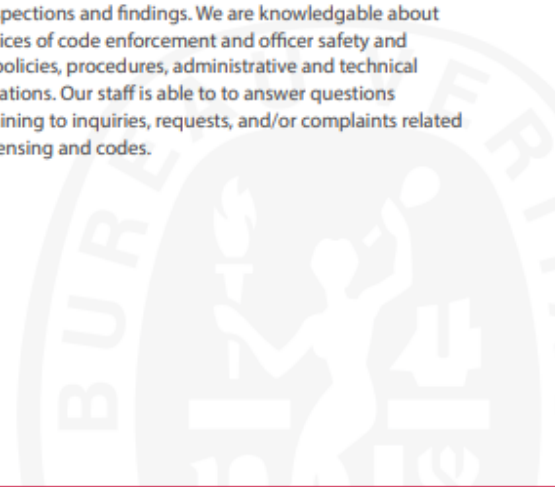 pections and findings. We are knowledgable about
ices of code enforcement and officer safety and
policies, procedures, administrative and technical
ations. Our staff is able to to answer questions
ining to inquiries, requests, and/or complaints related
ensing and codes.
BUREAU VERIT